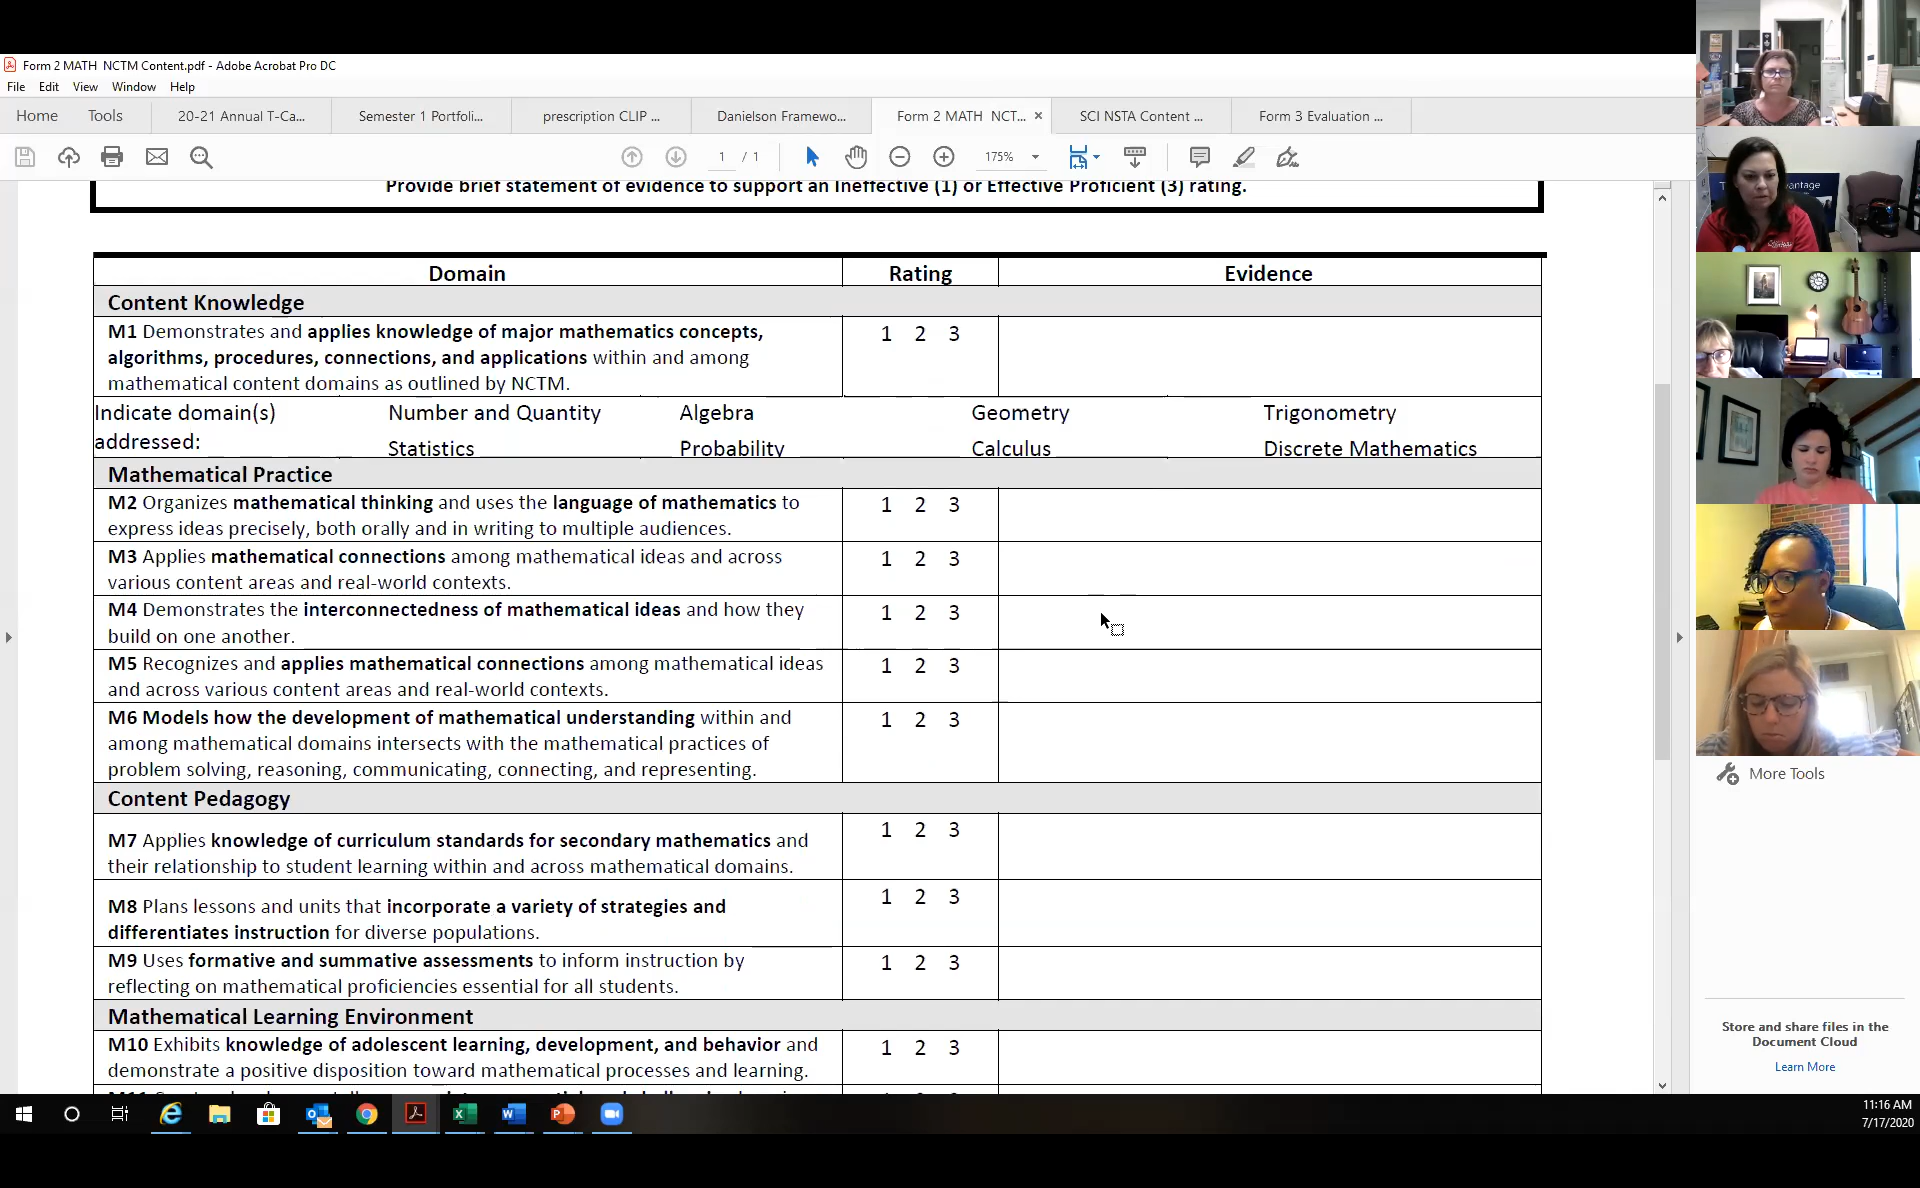 Form 2 MATH  NCTM Content.pdf - Adobe Acrobat Pro DC
File Edit View Window Help
Home Tools 20-21 Annual T-Ca... Semester 1 Portfoli... prescription CLIP ... Danielson Framewo... Form 2 MATH  NCT... × SCI NSTA Content ... Form 3 Evaluation ...
1 / 1 175%
Provide brief statement of evidence to support an Ineffective (1) or Effective Proficient (3) rating.
Domain Rating Evidence
Content Knowledge
M1 Demonstrates and applies knowledge of major mathematics concepts, 1 2 3
algorithms, procedures, connections, and applications within and among
mathematical content domains as outlined by NCTM.
Indicate domain(s) Number and Quantity Algebra Geometry Trigonometry
addressed: Statistics Probability Calculus Discrete Mathematics
Mathematical Practice
M2 Organizes mathematical thinking and uses the language of mathematics to 1 2 3
express ideas precisely, both orally and in writing to multiple audiences.
M3 Applies mathematical connections among mathematical ideas and across 1 2 3
various content areas and real-world contexts.
M4 Demonstrates the interconnectedness of mathematical ideas and how they 1 2 3
build on one another.
M5 Recognizes and applies mathematical connections among mathematical ideas 1 2 3
and across various content areas and real-world contexts.
M6 Models how the development of mathematical understanding within and 1 2 3
among mathematical domains intersects with the mathematical practices of
problem solving, reasoning, communicating, connecting, and representing.
Content Pedagogy
M7 Applies knowledge of curriculum standards for secondary mathematics and 1 2 3
their relationship to student learning within and across mathematical domains.
M8 Plans lessons and units that incorporate a variety of strategies and 1 2 3
differentiates instruction for diverse populations.
M9 Uses formative and summative assessments to inform instruction by 1 2 3
reflecting on mathematical proficiencies essential for all students.
Mathematical Learning Environment
M10 Exhibits knowledge of adolescent learning, development, and behavior and 1 2 3
demonstrate a positive disposition toward mathematical processes and learning.
More Tools
Store and share files in the
Document Cloud
Learn More
11:16 AM
7/17/2020